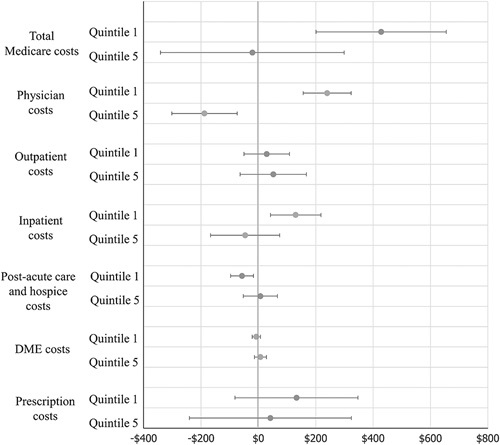 Total
Medicare costs
Quintile 1
Quintile 5
Physician
costs
Quintile 1
Quintile 5
Outpatient
costs
Quintile 1
Quintile 5
Inpatient
costs
Quintile 1
Quintile 5
Post-acute care
and hospice
costs
Quintile 1
Quintile 5
DME costs
Quintile 1
Quintile 5
Prescription
costs
Quintile 1
Quintile 5
-$400 -$200 $0 $200 $400 $600 $800